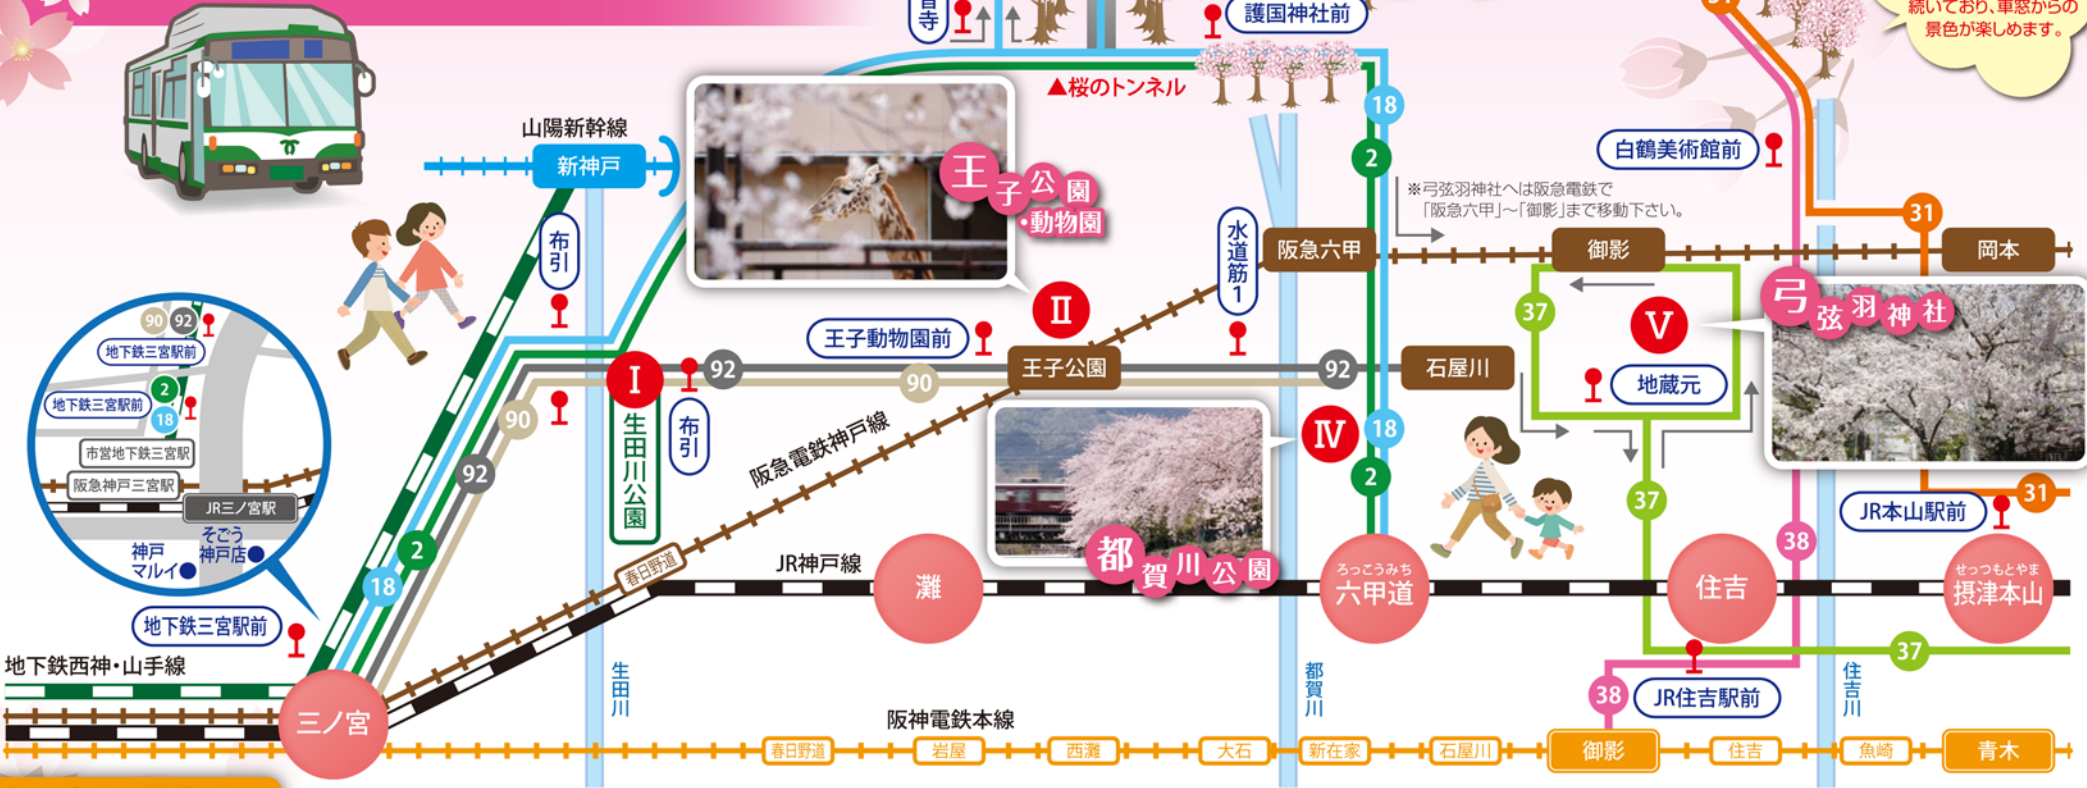 音寺
護国神社前
31
続いており、車窓からの
景色が楽しめます。
▲桜のトンネル
18
2
山陽新幹線
新神戸
王子公園
・動物園
白鶴美術館前
※弓弦羽神社へは阪急電鉄で
「阪急六甲」～「御影」まで移動下さい。
31
布引
水道筋1
阪急六甲
御影
岡本
弓弦羽神社
37
V
II
王子動物園前
90 92
地下鉄三宮駅前
2
地下鉄三宮駅前
18
市営地下鉄三宮駅
阪急神戸三宮駅
JR三ノ宮駅
そごう
神戸店
神戸
マルイ
I
生田川公園
布引
92
90
王子公園
92
石屋川
地蔵元
90
92
阪急電鉄神戸線
IV
18
2
37
31
JR本山駅前
都賀川公園
2
18
春日野道
JR神戸線
灘
ろっこうみち
六甲道
住吉
38
せっつもとやま
摂津本山
地下鉄三宮駅前
地下鉄西神・山手線
三ノ宮
生田川
都賀川
住吉川
37
38
JR住吉駅前
阪神電鉄本線
春日野道
岩屋
西灘
大石
新在家
石屋川
御影
住吉
魚崎
青木